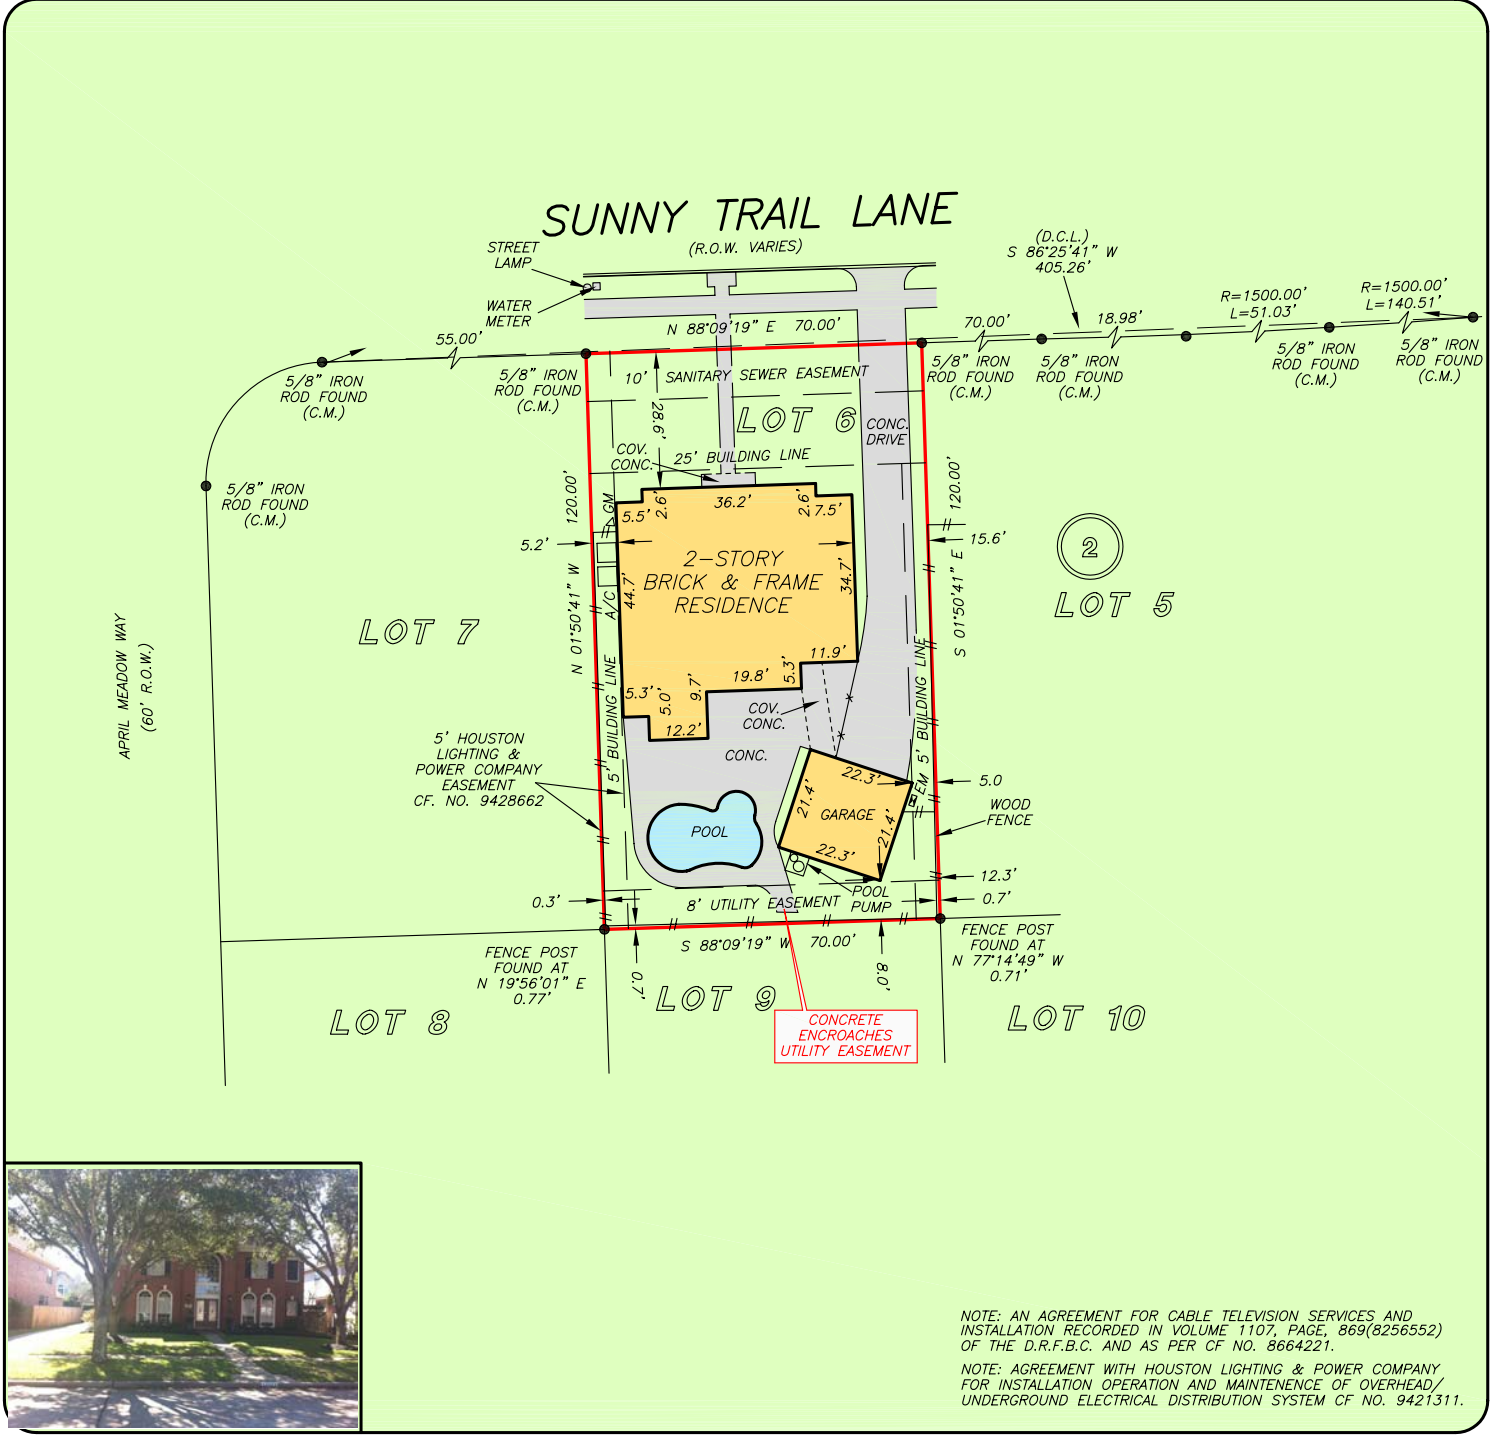 SUNNY TRAIL LANE
(R.O.W. VARIES)
STREET
LAMP
WATER
METER
(D.C.L.)
S 86°25'41" W
405.26'
R=1500.00'
L=51.03'
R=1500.00'
L=140.51'
55.00'
N 88°09'19" E 70.00'
70.00'
18.98'
5/8" IRON
ROD FOUND
(C.M.)
5/8" IRON
ROD FOUND
(C.M.)
5/8" IRON
ROD FOUND
(C.M.)
5/8" IRON
ROD FOUND
(C.M.)
5/8" IRON
ROD FOUND
(C.M.)
5/8" IRON
ROD FOUND
(C.M.)
5/8" IRON
ROD FOUND
(C.M.)
10' SANITARY SEWER EASEMENT
28.6'
LOT 6
CONC.
DRIVE
COV.
CONC.
25' BUILDING LINE
120.00'
N 01°50'41" W
120.00'
S 01°50'41" E
GM
5.5'
2.6'
36.2'
2.6'
7.5'
5.2'
15.6'
2-STORY
BRICK & FRAME
RESIDENCE
44.7'
34.7'
A/C
2
LOT 5
LOT 7
APRIL MEADOW WAY
(60' R.O.W.)
11.9'
5.3'
19.8'
5.3'
5.0'
9.7'
12.2'
COV.
CONC.
CONC.
5' BUILDING LINE
5' BUILDING LINE
EM
5' HOUSTON
LIGHTING &
POWER COMPANY
EASEMENT
CF. NO. 9428662
22.3'
21.4'
GARAGE
21.4'
22.3'
POOL
5.0
WOOD
FENCE
12.3'
0.7'
0.3'
POOL
PUMP
8' UTILITY EASEMENT
S 88°09'19" W 70.00'
FENCE POST
FOUND AT
N 19°56'01" E
0.77'
0.7'
8.0'
FENCE POST
FOUND AT
N 77°14'49" W
0.71'
LOT 8
LOT 9
LOT 10
CONCRETE
ENCROACHES
UTILITY EASEMENT
NOTE: AN AGREEMENT FOR CABLE TELEVISION SERVICES AND
INSTALLATION RECORDED IN VOLUME 1107, PAGE, 869(8256552)
OF THE D.R.F.B.C. AND AS PER CF NO. 8664221.
NOTE: AGREEMENT WITH HOUSTON LIGHTING & POWER COMPANY
FOR INSTALLATION OPERATION AND MAINTENENCE OF OVERHEAD/
UNDERGROUND ELECTRICAL DISTRIBUTION SYSTEM CF NO. 9421311.